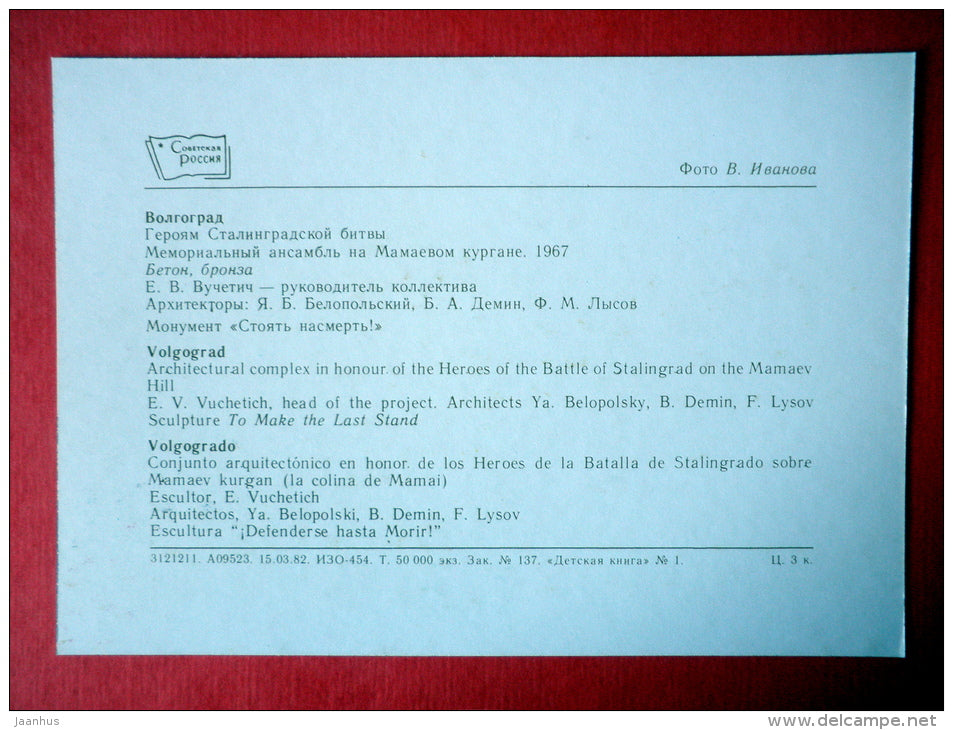 Советская
Россия
Фото В. Иванова
Волгоград
Героям Сталинградской битвы
Мемориальный ансамбль на Мамаевом кургане. 1967
Бетон, бронза
Е. В. Вучетич — руководитель коллектива
Архитекторы: Я. Б. Белопольский, Б. А. Демин, Ф. М. Лысов
Монумент «Стоять насмерть!»
Volgograd
Architectural complex in honour of the Heroes of the Battle of Stalingrad on the Mamaev
Hill
E. V. Vuchetich, head of the project. Architects Ya. Belopolsky, B. Demin, F. Lysov
Sculpture To Make the Last Stand
Volgogrado
Conjunto arquitectónico en honor de los Heroes de la Batalla de Stalingrado sobre
Mamaev kurgan (la colina de Mamai)
Escultor, E. Vuchetich
Arquitectos, Ya. Belopolski, B. Demin, F. Lysov
Escultura “¡Defenderse hasta Morir!”
3121211. А09523. 15.03.82. ИЗО-454. Т. 50 000 экз. Зак. № 137. «Детская книга» № 1. Ц. 3 к.
jaanhus
www.delcampe.net